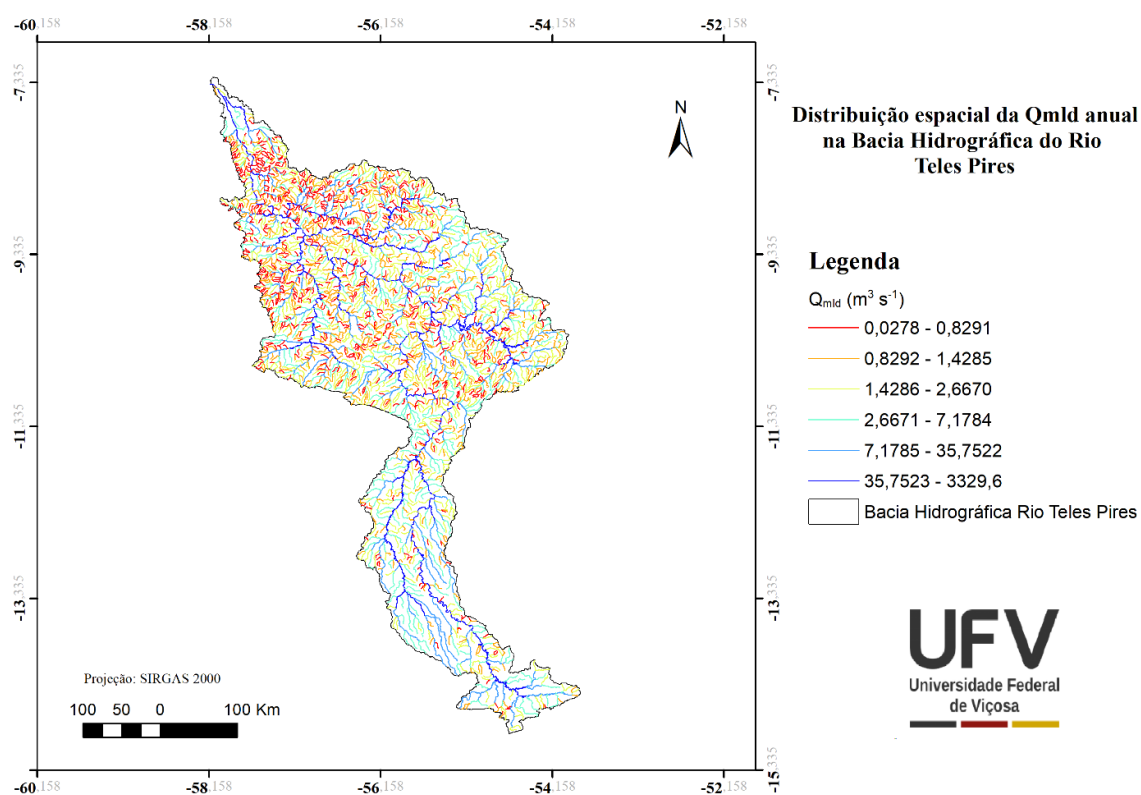 -60,158
-58,158
-56,158
-54,158
-52,158
-7,335
-7,335
-9,335
-9,335
-11,335
-11,335
-13,335
-13,335
-15,335
-60,158
-58,158
-56,158
-54,158
-52,158
N
Projeção: SIRGAS 2000
100 50 0 100 Km
Distribuição espacial da Qmld anual
na Bacia Hidrográfica do Rio
Teles Pires
Legenda
Qmld (m³ s⁻¹)
0,0278 - 0,8291
0,8292 - 1,4285
1,4286 - 2,6670
2,6671 - 7,1784
7,1785 - 35,7522
35,7523 - 3329,6
Bacia Hidrográfica Rio Teles Pires
UFV
Universidade Federal
de Viçosa